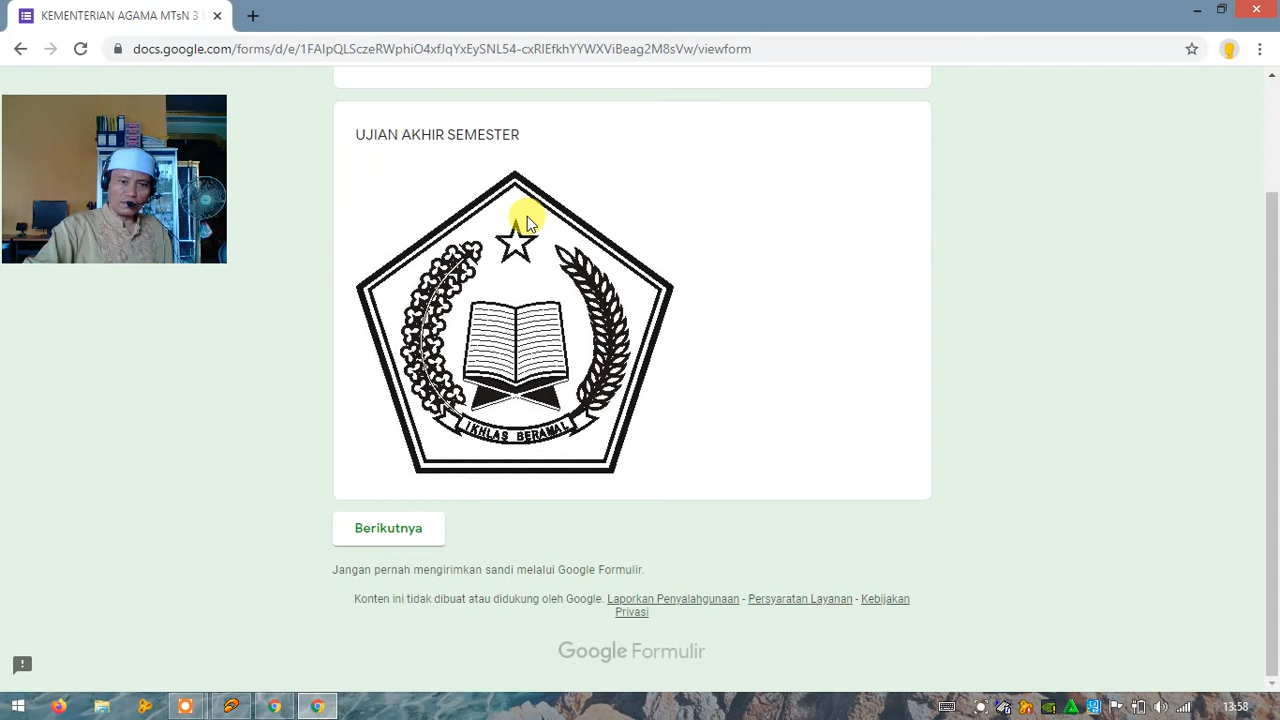 KEMENTERIAN AGAMA MTsN 3
docs.google.com/forms/d/e/1FAIpQLSczeRWphiO4xfJqYxEySNL54-cxRlEfkhYYWXViBeag2M8sVw/viewform
UJIAN AKHIR SEMESTER
IKHLAS BERAMAL
Berikutnya
Jangan pernah mengirimkan sandi melalui Google Formulir.
Konten ini tidak dibuat atau didukung oleh Google. Laporkan Penyalahgunaan - Persyaratan Layanan - Kebijakan
Privasi
Google Formulir
13:58